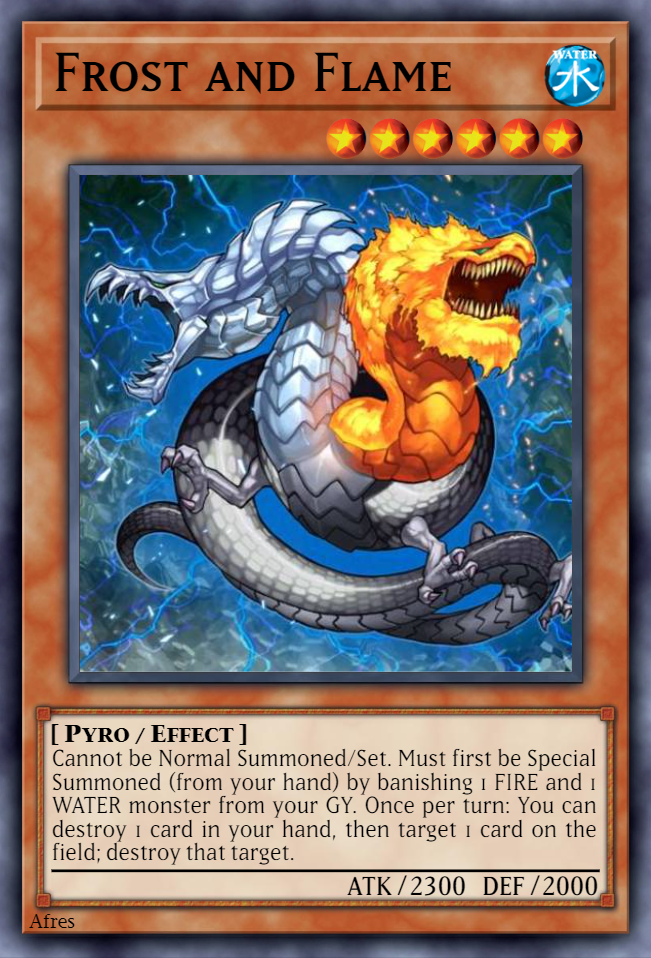 Frost and Flame
WATER
水
[ Pyro / Effect ]
Cannot be Normal Summoned/Set. Must first be Special
Summoned (from your hand) by banishing 1 FIRE and 1
WATER monster from your GY. Once per turn: You can
destroy 1 card in your hand, then target 1 card on the
field; destroy that target.
ATK / 2300 DEF / 2000
Afres